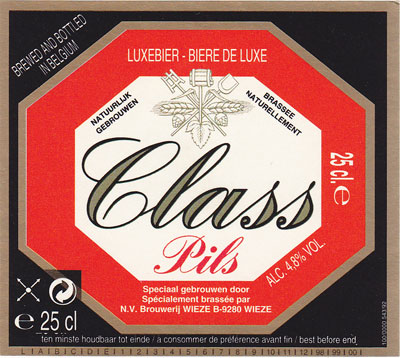 BREWED AND BOTTLED
IN BELGIUM
LUXEBIER - BIERE DE LUXE
NATUURLIJK
GEBROUWEN
BRASSEE
NATURELLEMENT
Class
Pils
25 cl. e
ALC. 4.8% VOL.
Speciaal gebrouwen door
Spécialement brassée par
N.V. Brouwerij WIEZE B-9280 WIEZE
e 25 cl
ten minste houdbaar tot einde / a consommer de préférence avant fin / best before end